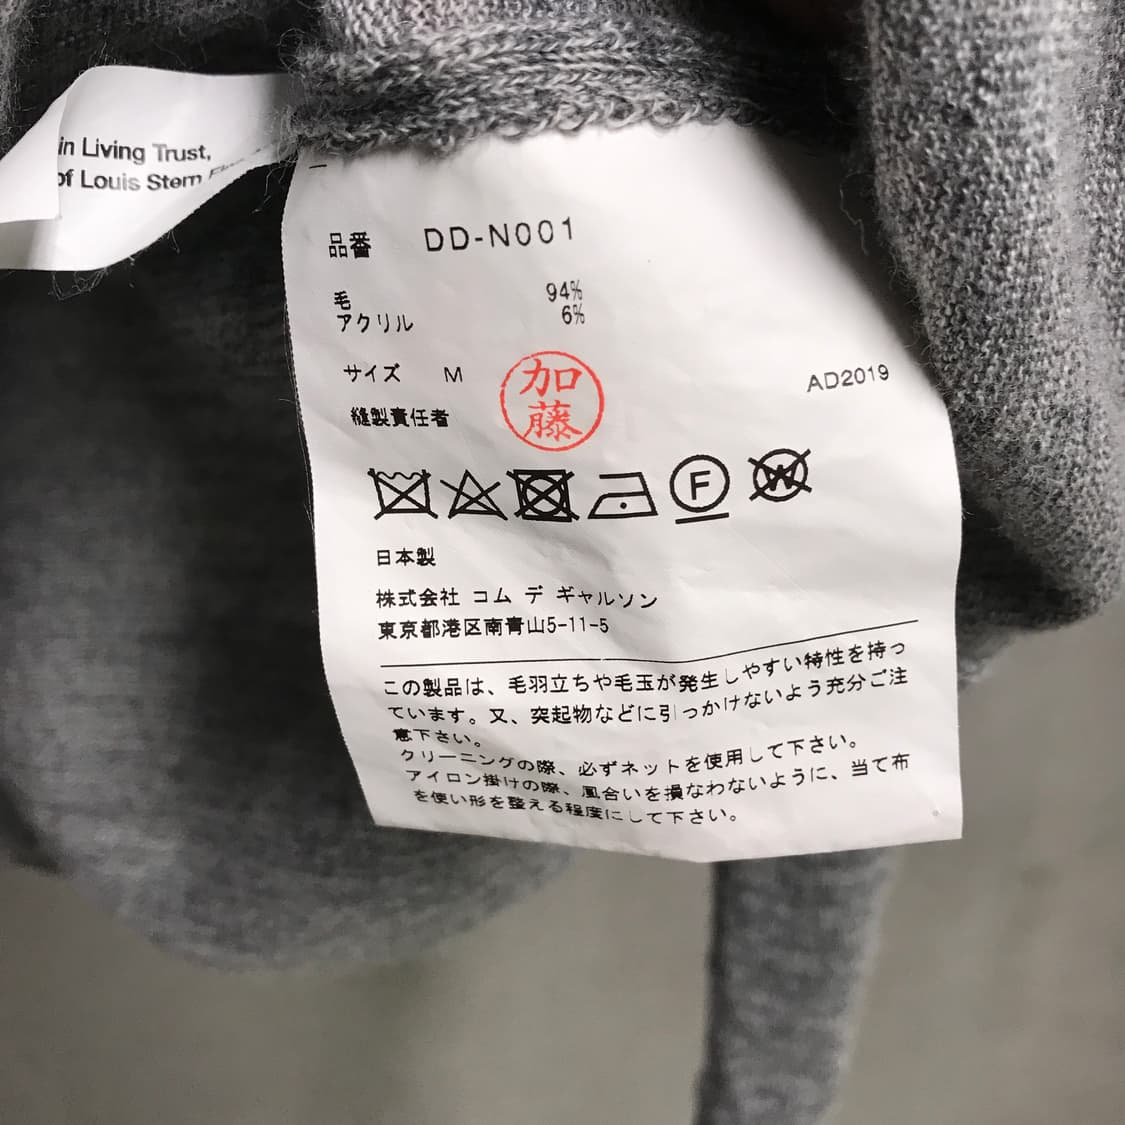 in Living Trust,
of Louis Stern
品番 DD-N001
毛 94%
アクリル 6%
サイズ M
加藤
AD2019
縫製責任者
F
W
日本製
株式会社 コム デ ギャルソン
東京都港区南青山5-11-5
この製品は、毛羽立ちや毛玉が発生しやすい特性を持っ
ています。又、突起物などに引っかけないよう充分ご注
意下さい。
クリーニングの際、必ずネットを使用して下さい。
アイロン掛けの際、風合いを損なわないように、当て布
を使い形を整える程度にして下さい。